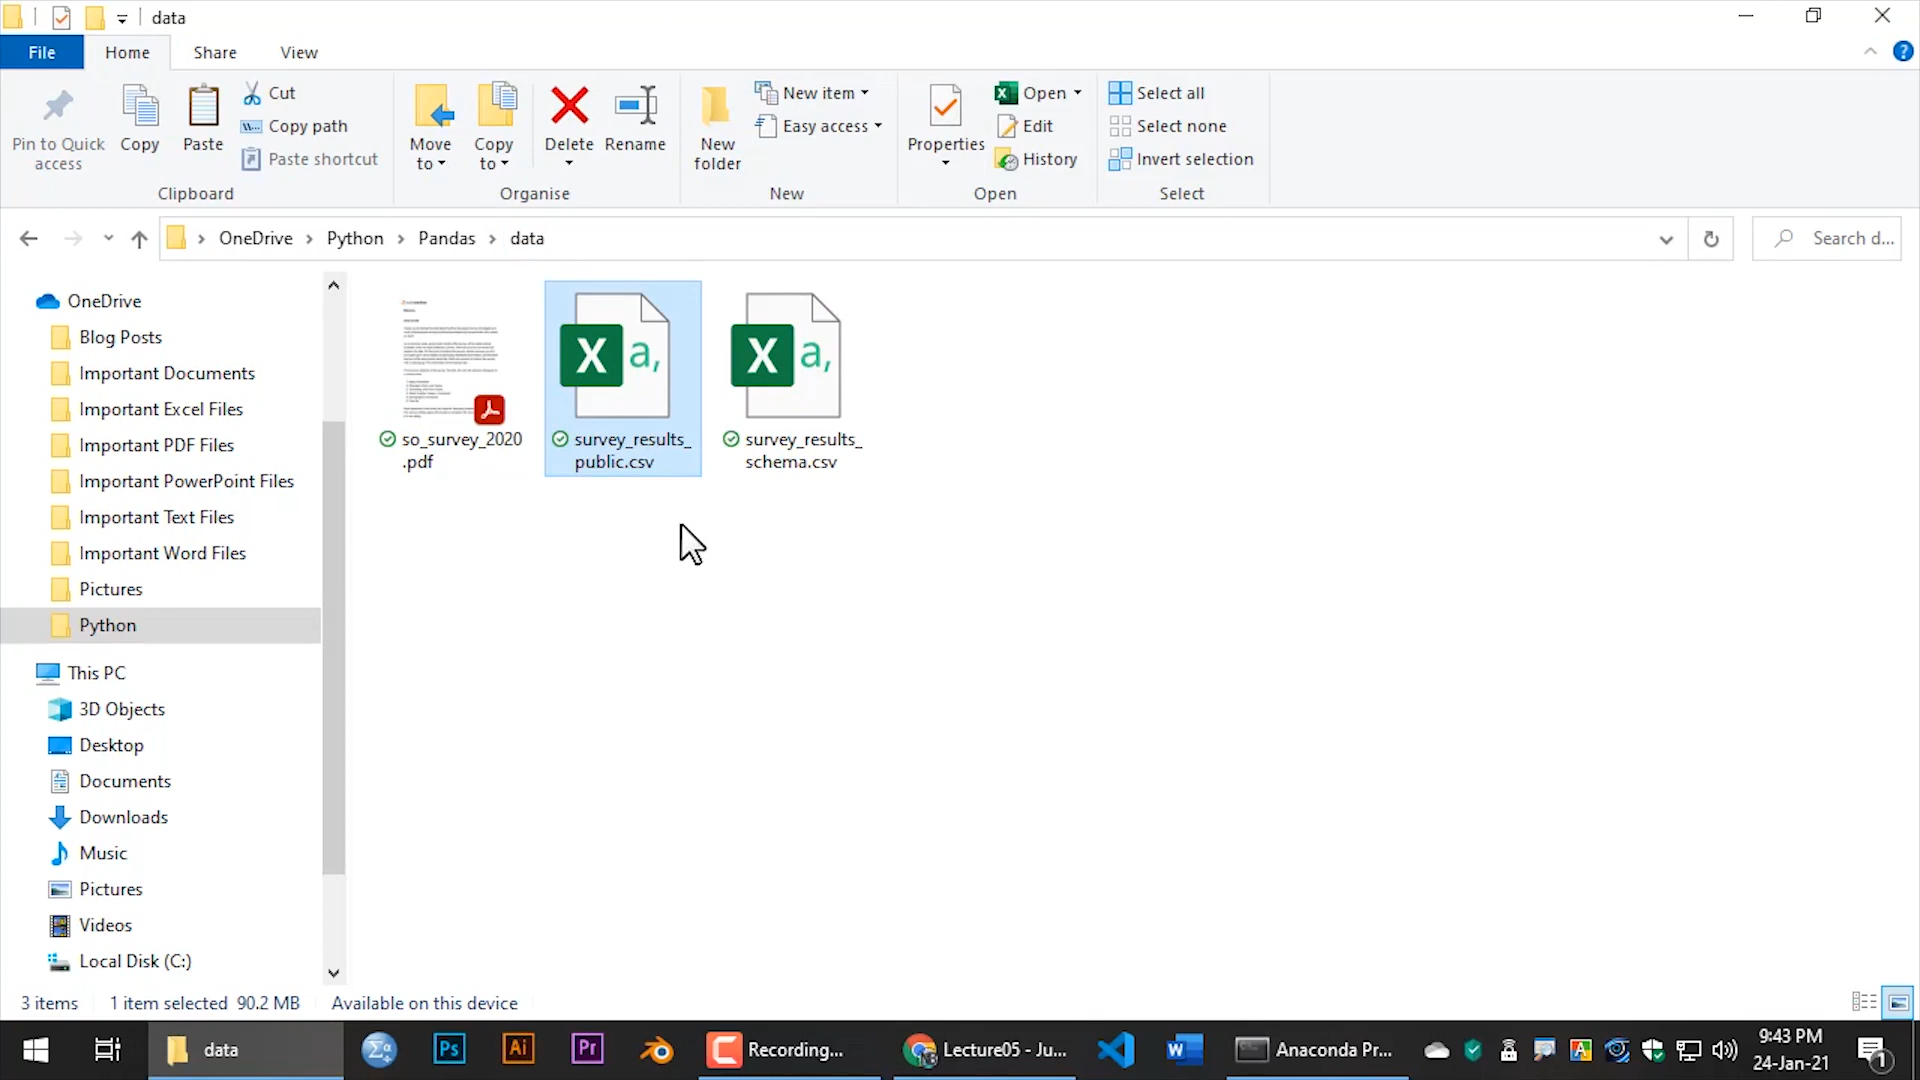 data
File
Home
Share
View
Pin to Quick
access
Copy
Paste
Cut
Copy path
Paste shortcut
Clipboard
Move
to
Copy
to
Delete
Rename
Organise
New
folder
New item
Easy access
New
Properties
Open
Edit
History
Open
Select all
Select none
Invert selection
Select
OneDrive > Python > Pandas > data
Search d...
OneDrive
Blog Posts
Important Documents
Important Excel Files
Important PDF Files
Important PowerPoint Files
Important Text Files
Important Word Files
Pictures
Python
This PC
3D Objects
Desktop
Documents
Downloads
Music
Pictures
Videos
Local Disk (C:)
so_survey_2020
.pdf
X a,
survey_results_
public.csv
X a,
survey_results_
schema.csv
3 items 1 item selected 90.2 MB Available on this device
data
Ps
Ai
Pr
Recording...
Lecture05 - Ju...
Anaconda Pr...
9:43 PM
24-Jan-21
1